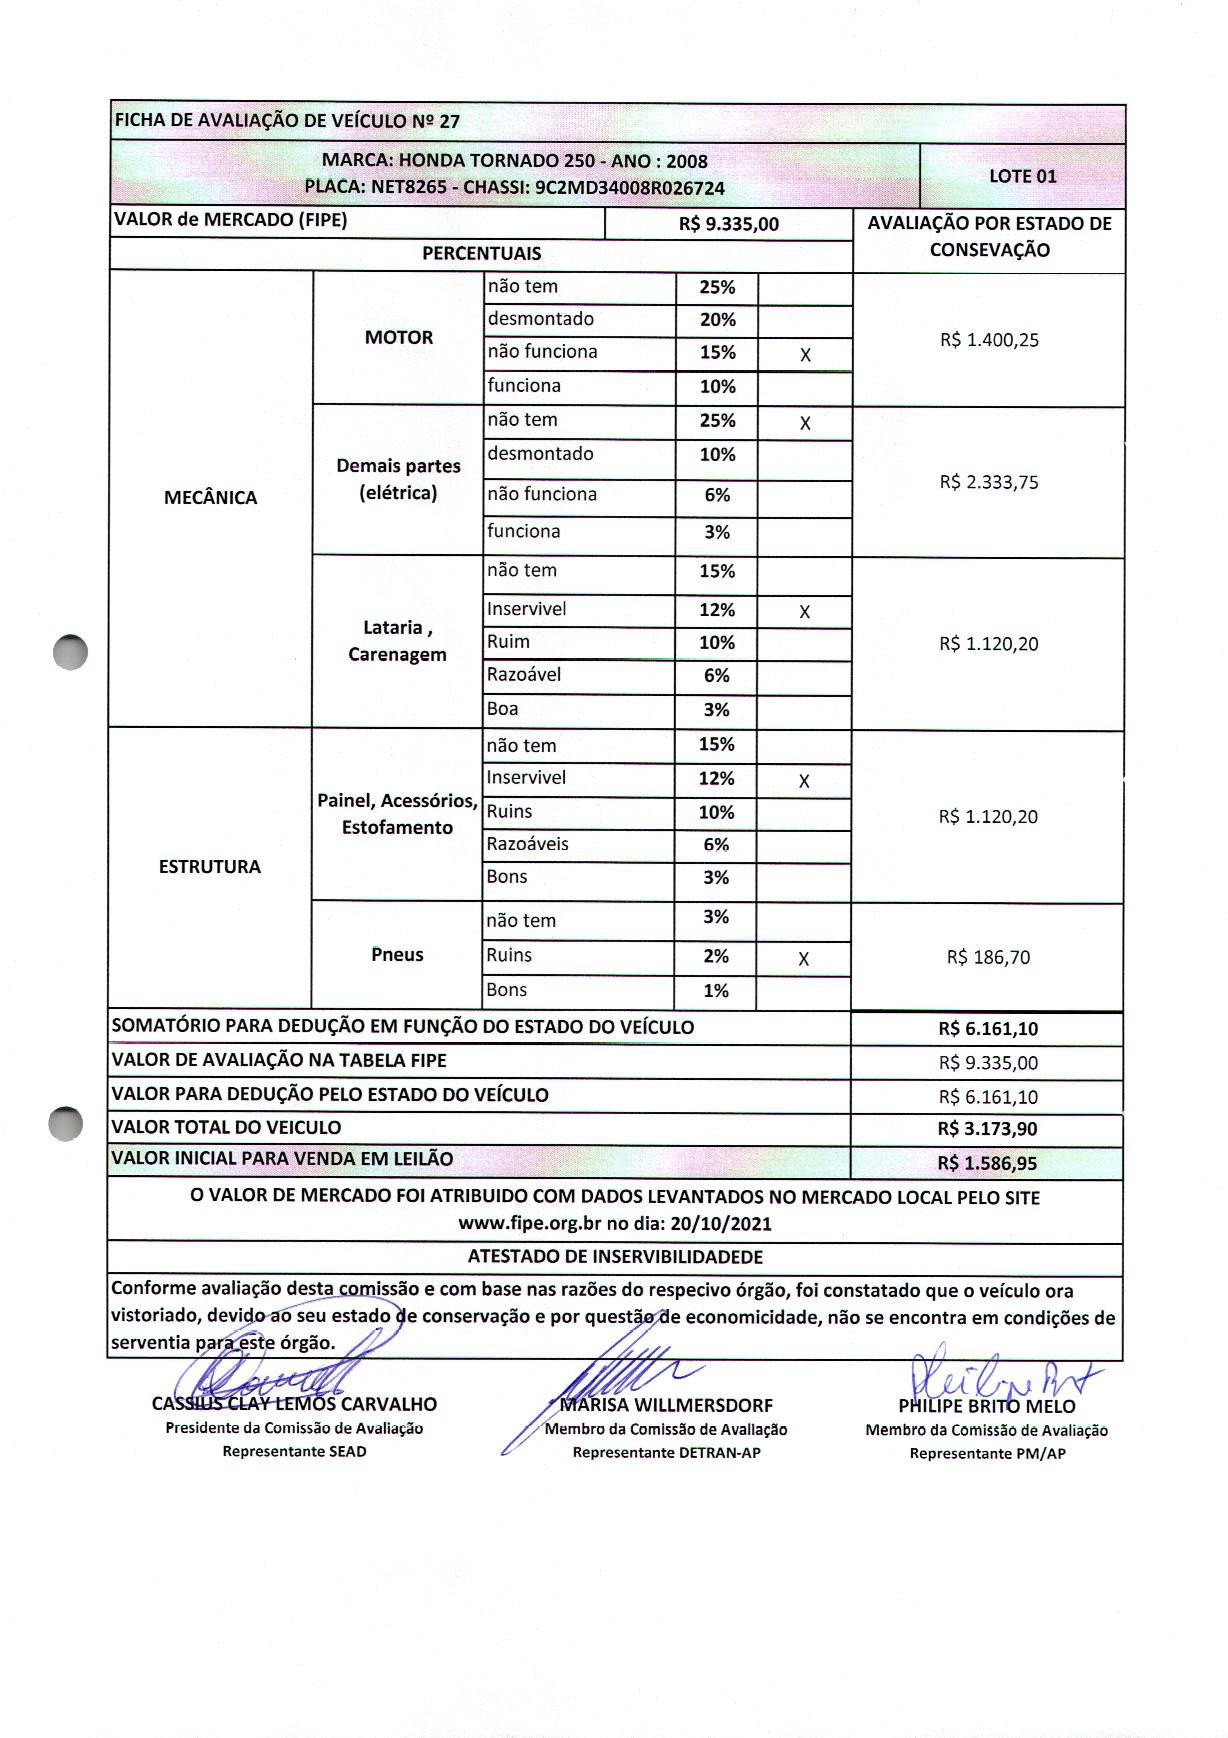 FICHA DE AVALIAÇÃO DE VEÍCULO Nº 27
MARCA: HONDA TORNADO 250 - ANO : 2008
PLACA: NET8265 - CHASSI: 9C2MD34008R026724
LOTE 01
VALOR de MERCADO (FIPE)
R$ 9.335,00
AVALIAÇÃO POR ESTADO DE
CONSEVAÇÃO
PERCENTUAIS
MECÂNICA
MOTOR
não tem 25%
desmontado 20%
não funciona 15% X
funciona 10%
R$ 1.400,25
Demais partes
(elétrica)
não tem 25% X
desmontado 10%
não funciona 6%
funciona 3%
R$ 2.333,75
Lataria ,
Carenagem
não tem 15%
Inservivel 12% X
Ruim 10%
Razoável 6%
Boa 3%
R$ 1.120,20
ESTRUTURA
Painel, Acessórios,
Estofamento
não tem 15%
Inservivel 12% X
Ruins 10%
Razoáveis 6%
Bons 3%
R$ 1.120,20
Pneus
não tem 3%
Ruins 2% X
Bons 1%
R$ 186,70
SOMATÓRIO PARA DEDUÇÃO EM FUNÇÃO DO ESTADO DO VEÍCULO R$ 6.161,10
VALOR DE AVALIAÇÃO NA TABELA FIPE R$ 9.335,00
VALOR PARA DEDUÇÃO PELO ESTADO DO VEÍCULO R$ 6.161,10
VALOR TOTAL DO VEICULO R$ 3.173,90
VALOR INICIAL PARA VENDA EM LEILÃO R$ 1.586,95
O VALOR DE MERCADO FOI ATRIBUIDO COM DADOS LEVANTADOS NO MERCADO LOCAL PELO SITE
www.fipe.org.br no dia: 20/10/2021
ATESTADO DE INSERVIBILIDADEDE
Conforme avaliação desta comissão e com base nas razões do respecivo órgão, foi constatado que o veículo ora
vistoriado, devido ao seu estado de conservação e por questão de economicidade, não se encontra em condições de
serventia para este órgão.
CASSIUS CLAY LEMOS CARVALHO
Presidente da Comissão de Avaliação
Representante SEAD
MARISA WILLMERSDORF
Membro da Comissão de Avaliação
Representante DETRAN-AP
PHILIPE BRITO MELO
Membro da Comissão de Avaliação
Representante PM/AP